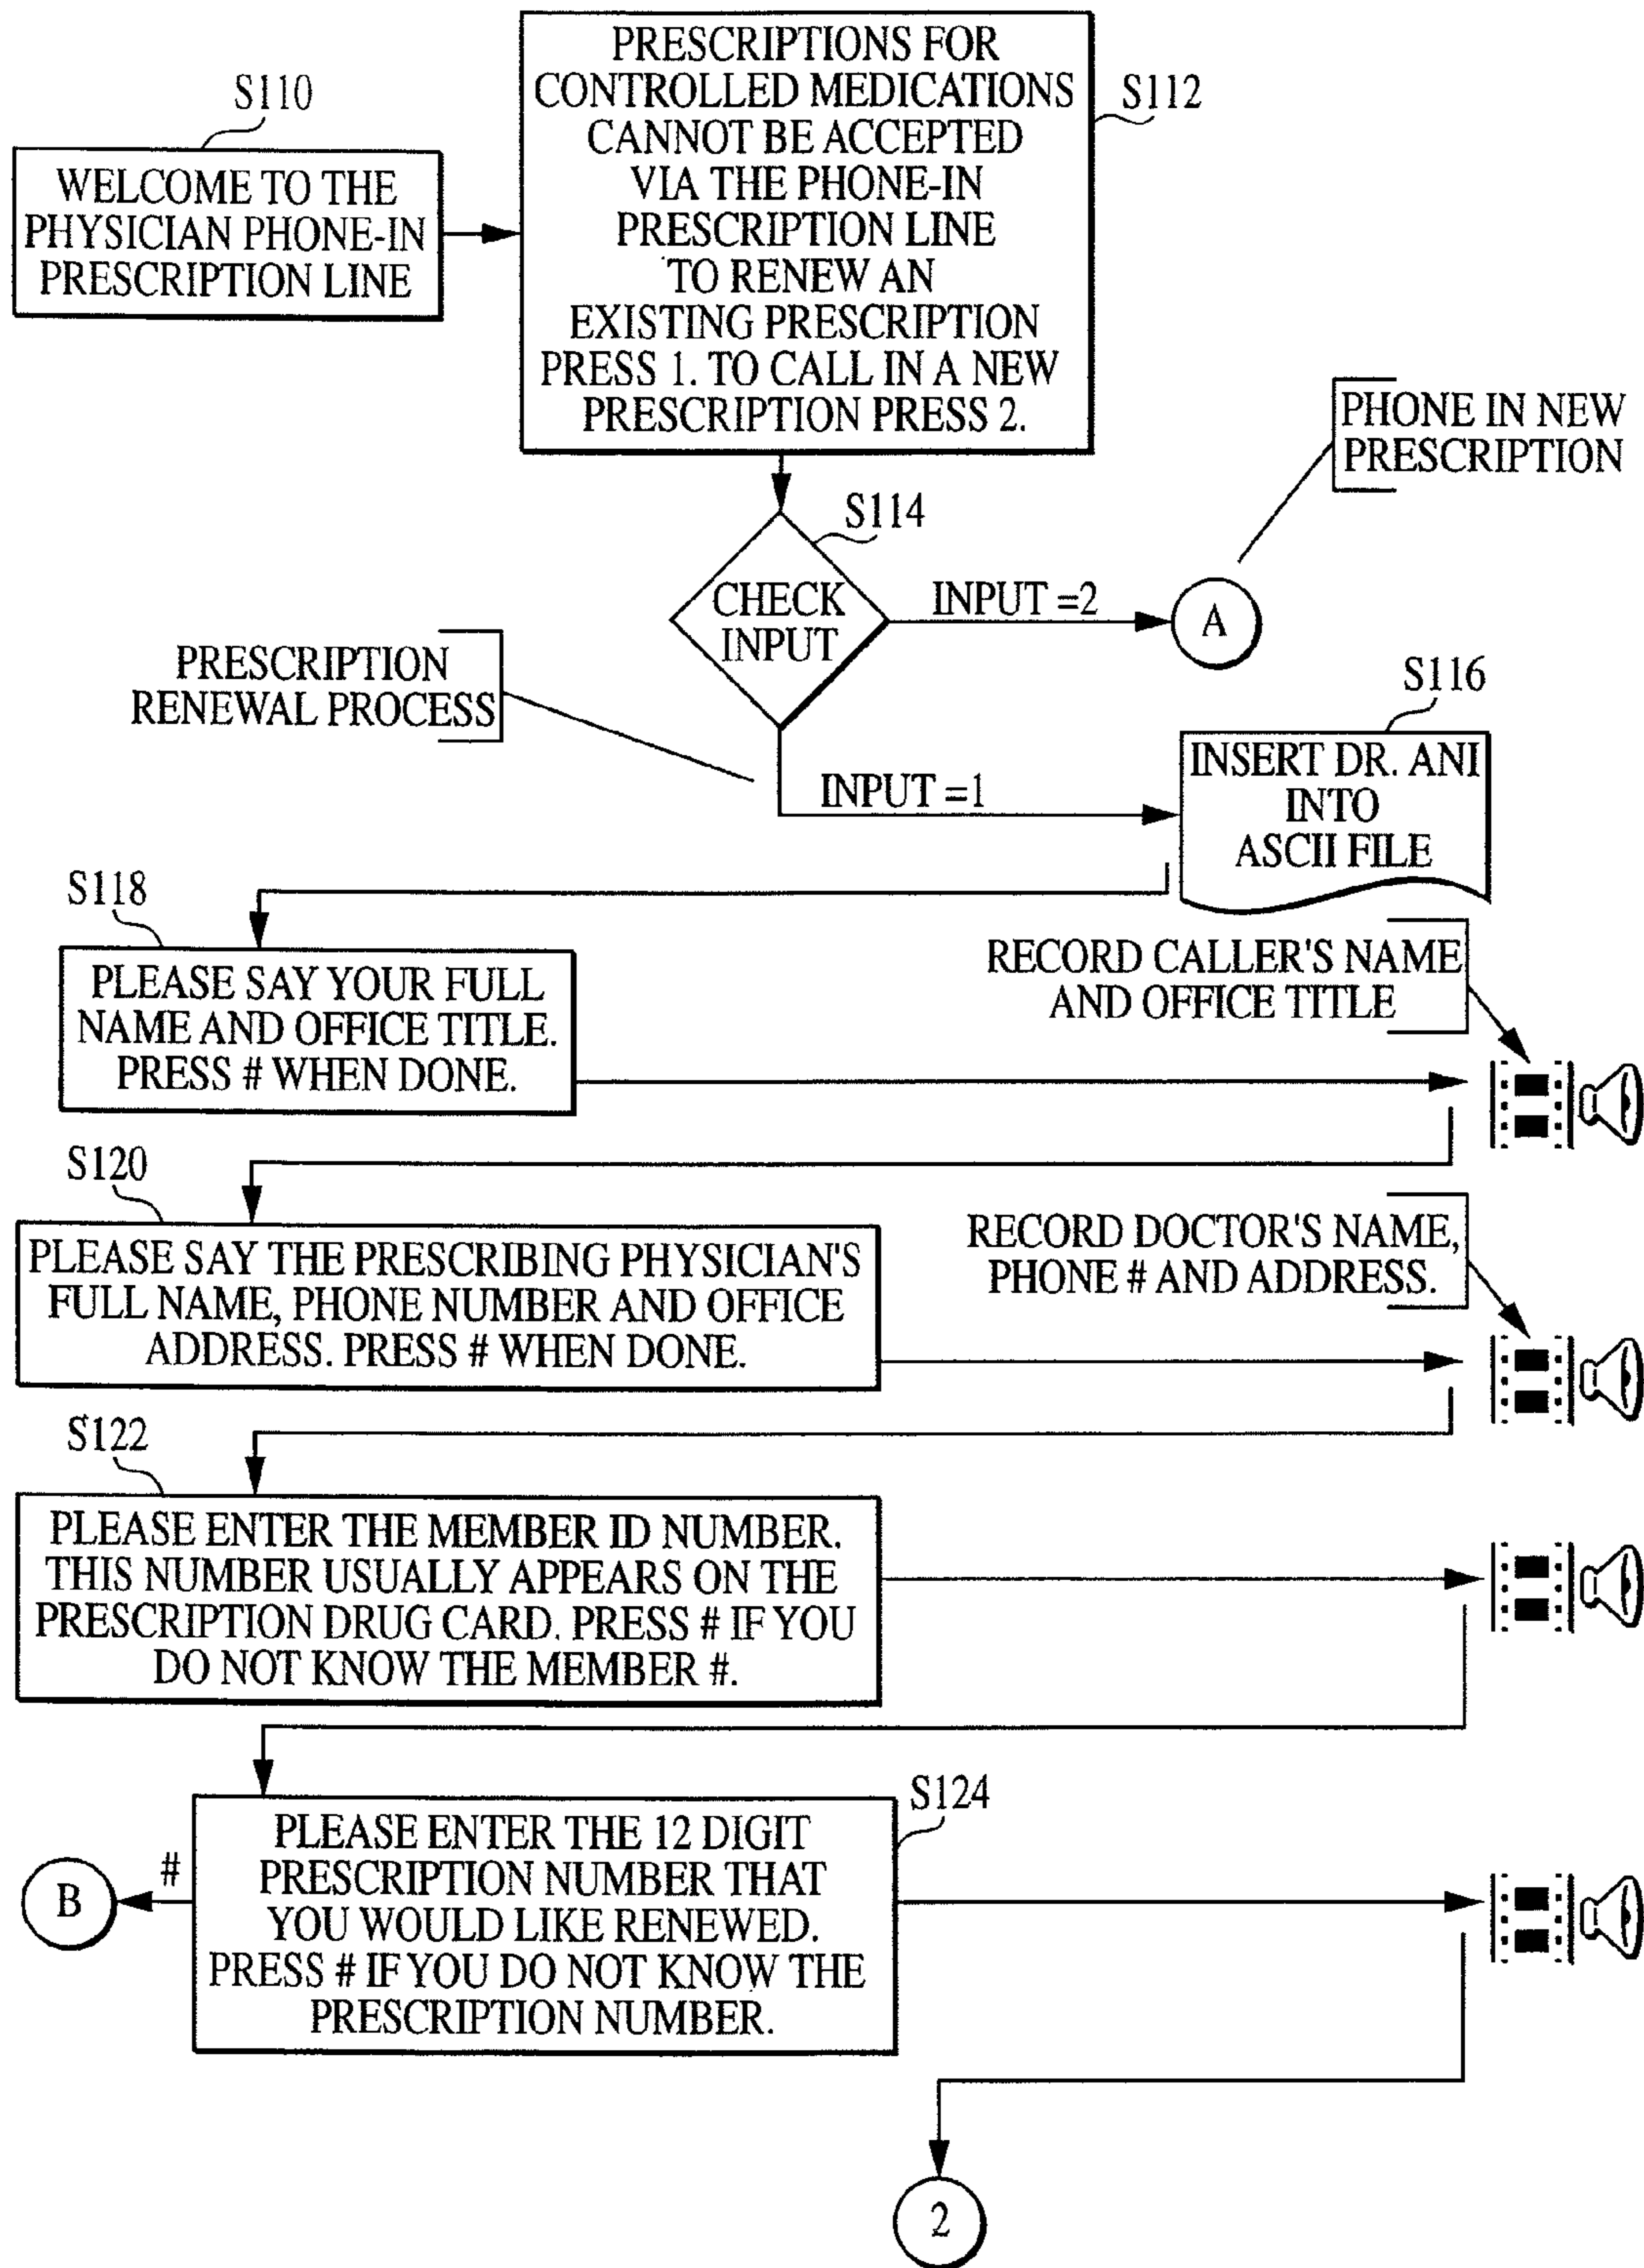 S110
WELCOME TO THE
PHYSICIAN PHONE-IN
PRESCRIPTION LINE
S112
PRESCRIPTIONS FOR
CONTROLLED MEDICATIONS
CANNOT BE ACCEPTED
VIA THE PHONE-IN
PRESCRIPTION LINE
TO RENEW AN
EXISTING PRESCRIPTION
PRESS 1. TO CALL IN A NEW
PRESCRIPTION PRESS 2.
PHONE IN NEW
PRESCRIPTION
S114
CHECK
INPUT
INPUT =2
A
PRESCRIPTION
RENEWAL PROCESS
INPUT =1
S116
INSERT DR. ANI
INTO
ASCII FILE
S118
PLEASE SAY YOUR FULL
NAME AND OFFICE TITLE.
PRESS # WHEN DONE.
RECORD CALLER'S NAME
AND OFFICE TITLE
S120
PLEASE SAY THE PRESCRIBING PHYSICIAN'S
FULL NAME, PHONE NUMBER AND OFFICE
ADDRESS. PRESS # WHEN DONE.
RECORD DOCTOR'S NAME,
PHONE # AND ADDRESS.
S122
PLEASE ENTER THE MEMBER ID NUMBER.
THIS NUMBER USUALLY APPEARS ON THE
PRESCRIPTION DRUG CARD. PRESS # IF YOU
DO NOT KNOW THE MEMBER #.
S124
PLEASE ENTER THE 12 DIGIT
PRESCRIPTION NUMBER THAT
YOU WOULD LIKE RENEWED.
PRESS # IF YOU DO NOT KNOW THE
PRESCRIPTION NUMBER.
#
B
2